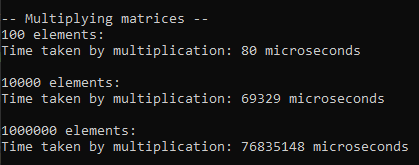 -- Multiplying matrices --
100 elements:
Time taken by multiplication: 80 microseconds
10000 elements:
Time taken by multiplication: 69329 microseconds
1000000 elements:
Time taken by multiplication: 76835148 microseconds